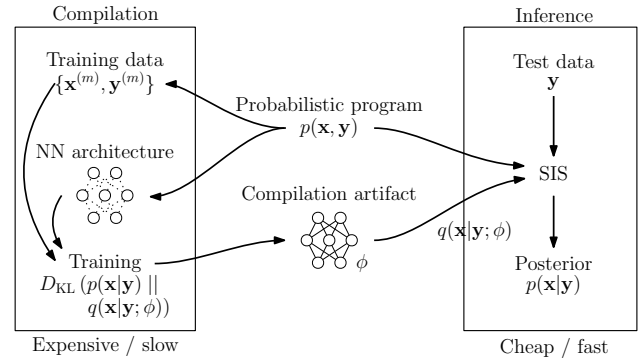 Compilation
Training data
{x^(m), y^(m)}
NN architecture
Training
D_KL (p(x|y) ||
q(x|y; φ))
Expensive / slow
Probabilistic program
p(x, y)
Compilation artifact
φ
q(x|y; φ)
Inference
Test data
y
SIS
Posterior
p(x|y)
Cheap / fast